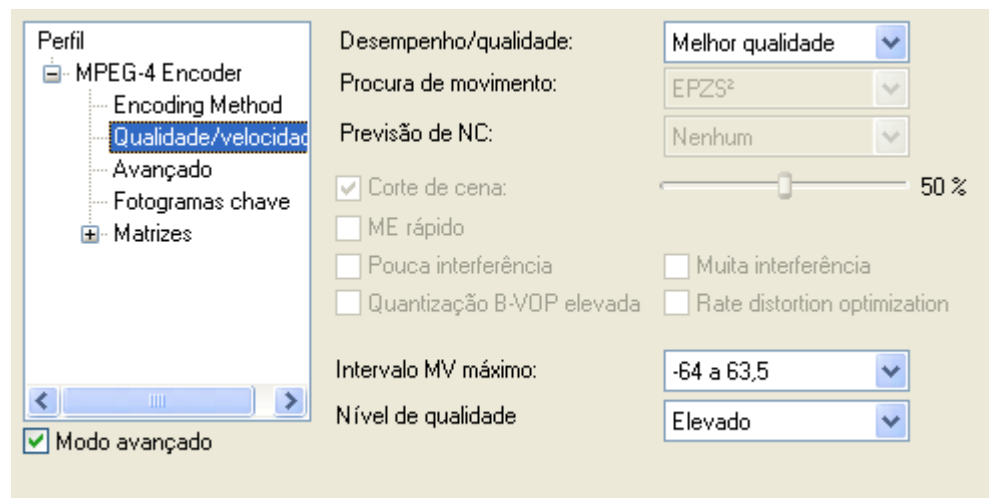 Perfil
MPEG-4 Encoder
Encoding Method
Qualidade/velocidad
Avançado
Fotogramas chave
Matrizes
Modo avançado
Desempenho/qualidade: Melhor qualidade
Procura de movimento: EPZS²
Previsão de NC: Nenhum
Corte de cena: 50 %
ME rápido
Pouca interferência Muita interferência
Quantização B-VOP elevada Rate distortion optimization
Intervalo MV máximo: -64 a 63,5
Nível de qualidade Elevado